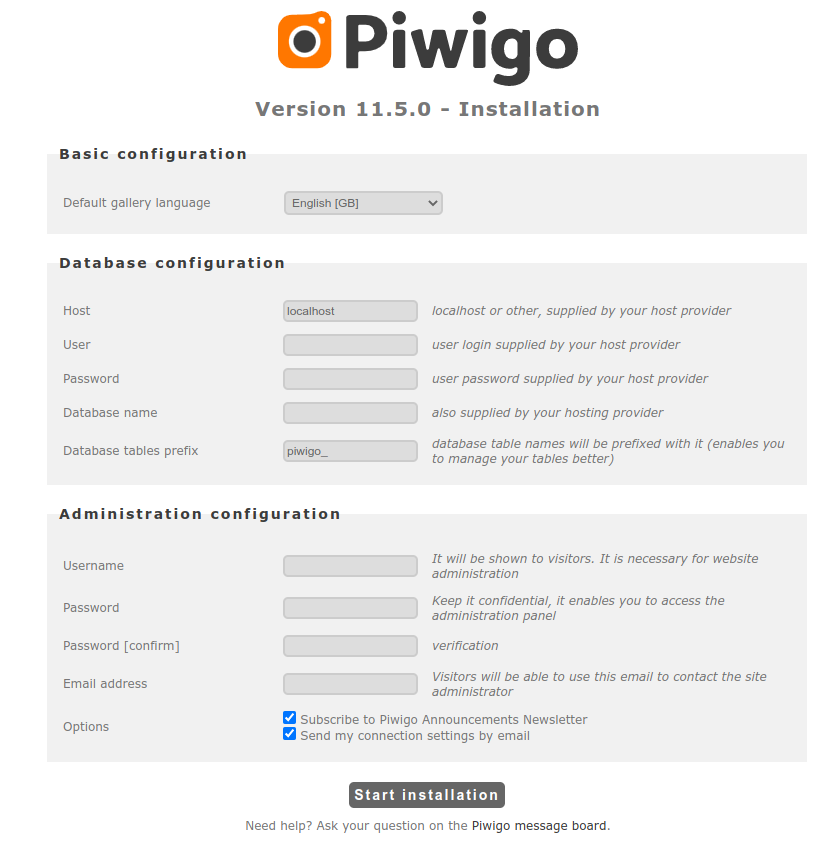 Piwigo
Version 11.5.0 - Installation
Basic configuration
Default gallery language English [GB]
Database configuration
Host localhost localhost or other, supplied by your host provider
User user login supplied by your host provider
Password user password supplied by your host provider
Database name also supplied by your hosting provider
Database tables prefix piwigo_ database table names will be prefixed with it (enables you
to manage your tables better)
Administration configuration
Username It will be shown to visitors. It is necessary for website
administration
Password Keep it confidential, it enables you to access the
administration panel
Password [confirm] verification
Email address Visitors will be able to use this email to contact the site
administrator
Options Subscribe to Piwigo Announcements Newsletter
Send my connection settings by email
Start installation
Need help? Ask your question on the Piwigo message board.